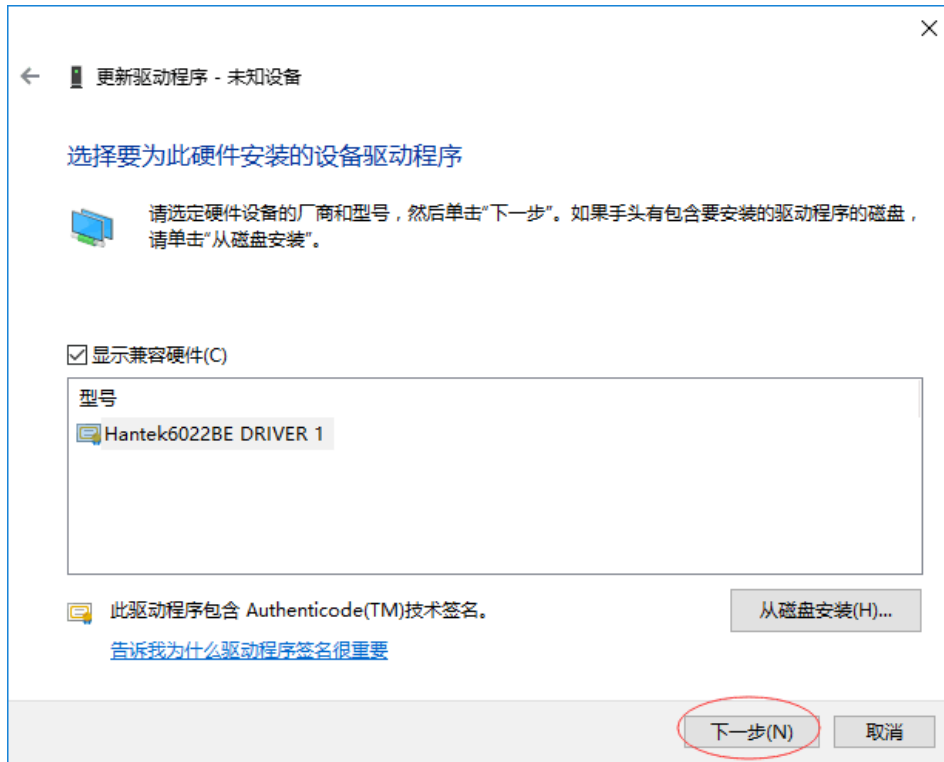 更新驱动程序 - 未知设备
选择要为此硬件安装的设备驱动程序
请选定硬件设备的厂商和型号，然后单击“下一步”。如果手头有包含要安装的驱动程序的磁盘，
请单击“从磁盘安装”。
显示兼容硬件(C)
型号
Hantek6022BE DRIVER 1
此驱动程序包含 Authenticode(TM)技术签名。
从磁盘安装(H)...
告诉我为什么驱动程序签名很重要
下一步(N)
取消